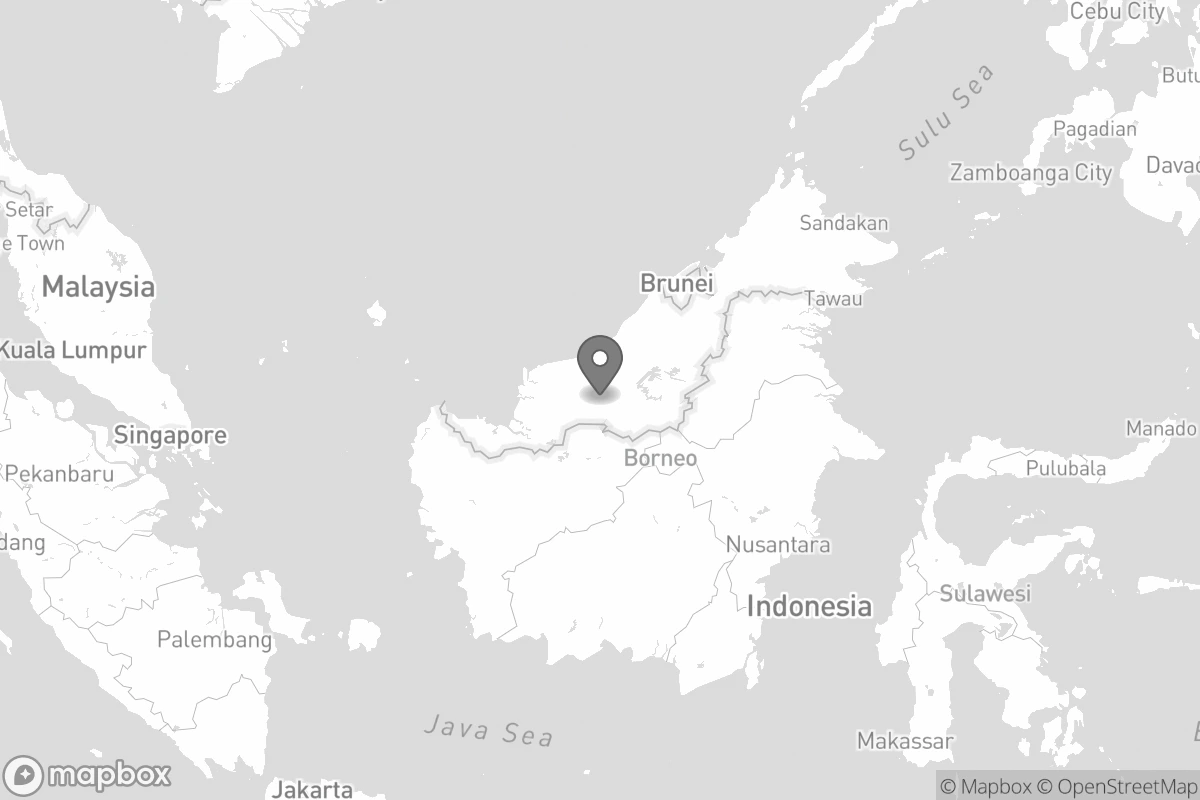 Cebu City
Butu
Sulu Sea
Pagadian
Davao
Zamboanga City
Setar
Sandakan
e Town
Malaysia
Brunei
Tawau
Kuala Lumpur
Singapore
Manado
Borneo
Pulubala
Pekanbaru
dang
Nusantara
Sulawesi
Indonesia
Palembang
Java Sea
Makassar
mapbox
Jakarta
© Mapbox © OpenStreetMap